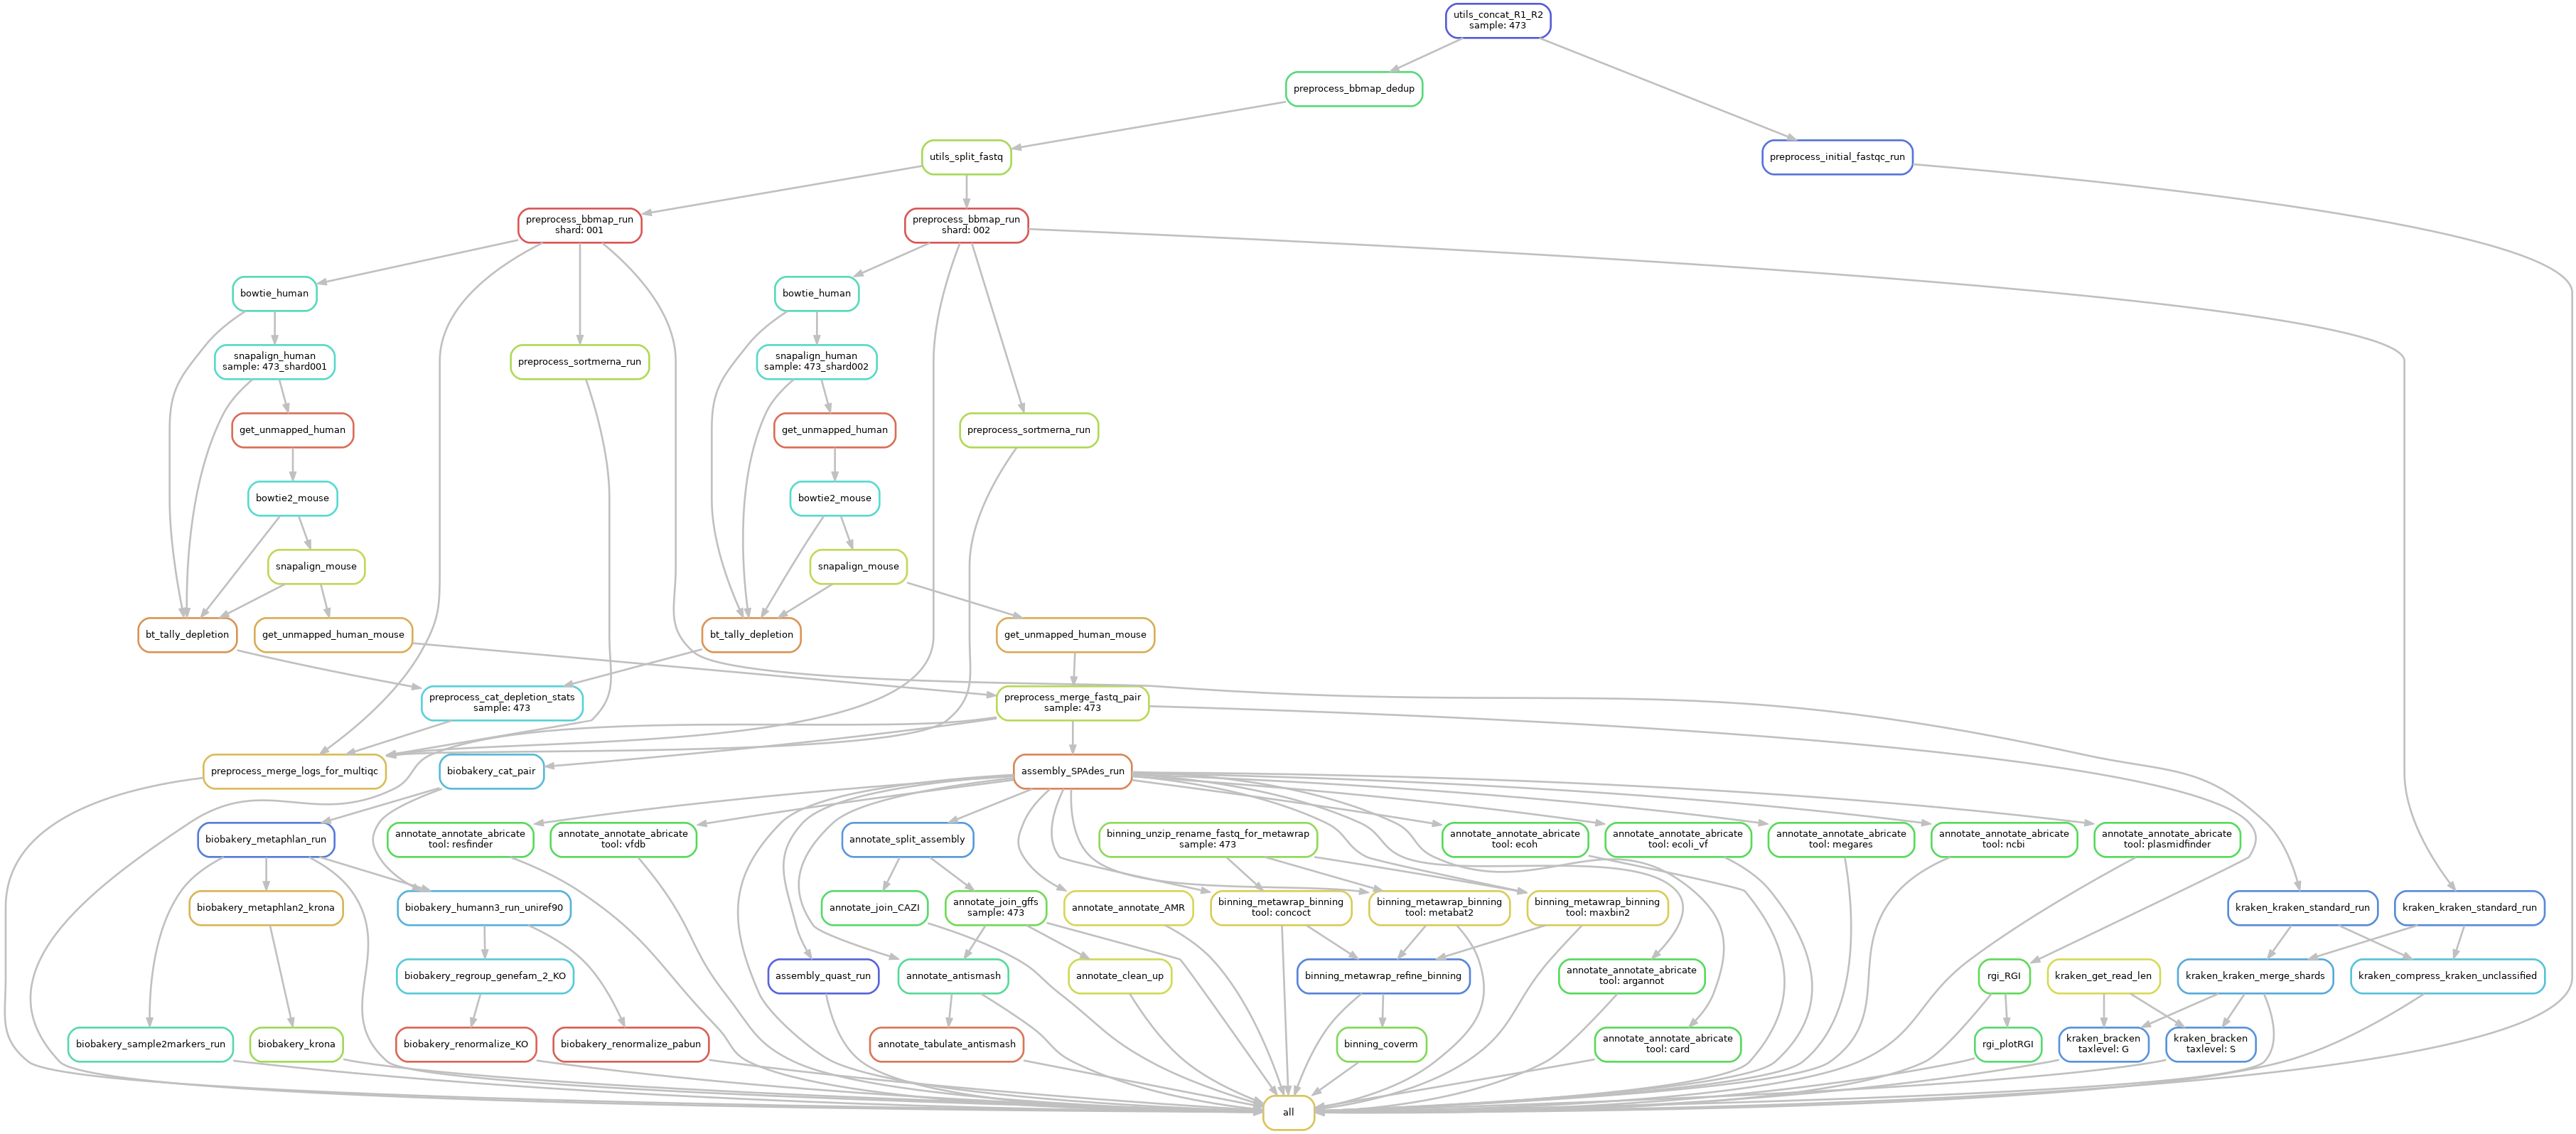 utils_concat_R1_R2
sample: 473
preprocess_bbmap_dedup
utils_split_fastq
preprocess_initial_fastqc_run
preprocess_bbmap_run
shard: 001
preprocess_bbmap_run
shard: 002
bowtie_human
bowtie_human
snapalign_human
sample: 473_shard001
preprocess_sortmerna_run
snapalign_human
sample: 473_shard002
get_unmapped_human
get_unmapped_human
preprocess_sortmerna_run
bowtie2_mouse
bowtie2_mouse
snapalign_mouse
snapalign_mouse
bt_tally_depletion
get_unmapped_human_mouse
bt_tally_depletion
get_unmapped_human_mouse
preprocess_cat_depletion_stats
sample: 473
preprocess_merge_fastq_pair
sample: 473
preprocess_merge_logs_for_multiqc
biobakery_cat_pair
assembly_SPAdes_run
biobakery_metaphlan_run
annotate_annotate_abricate
tool: resfinder
annotate_annotate_abricate
tool: vfdb
annotate_split_assembly
binning_unzip_rename_fastq_for_metawrap
sample: 473
annotate_annotate_abricate
tool: ecoh
annotate_annotate_abricate
tool: ecoli_vf
annotate_annotate_abricate
tool: megares
annotate_annotate_abricate
tool: ncbi
annotate_annotate_abricate
tool: plasmidfinder
biobakery_metaphlan2_krona
biobakery_humann3_run_uniref90
annotate_join_CAZI
annotate_join_gffs
sample: 473
annotate_annotate_AMR
binning_metawrap_binning
tool: concoct
binning_metawrap_binning
tool: metabat2
binning_metawrap_binning
tool: maxbin2
kraken_kraken_standard_run
kraken_kraken_standard_run
biobakery_regroup_genefam_2_KO
assembly_quast_run
annotate_antismash
annotate_clean_up
binning_metawrap_refine_binning
annotate_annotate_abricate
tool: argannot
rgi_RGI
kraken_get_read_len
kraken_kraken_merge_shards
kraken_compress_kraken_unclassified
biobakery_sample2markers_run
biobakery_krona
biobakery_renormalize_KO
biobakery_renormalize_pabun
annotate_tabulate_antismash
binning_coverm
annotate_annotate_abricate
tool: card
rgi_plotRGI
kraken_bracken
taxlevel: G
kraken_bracken
taxlevel: S
all